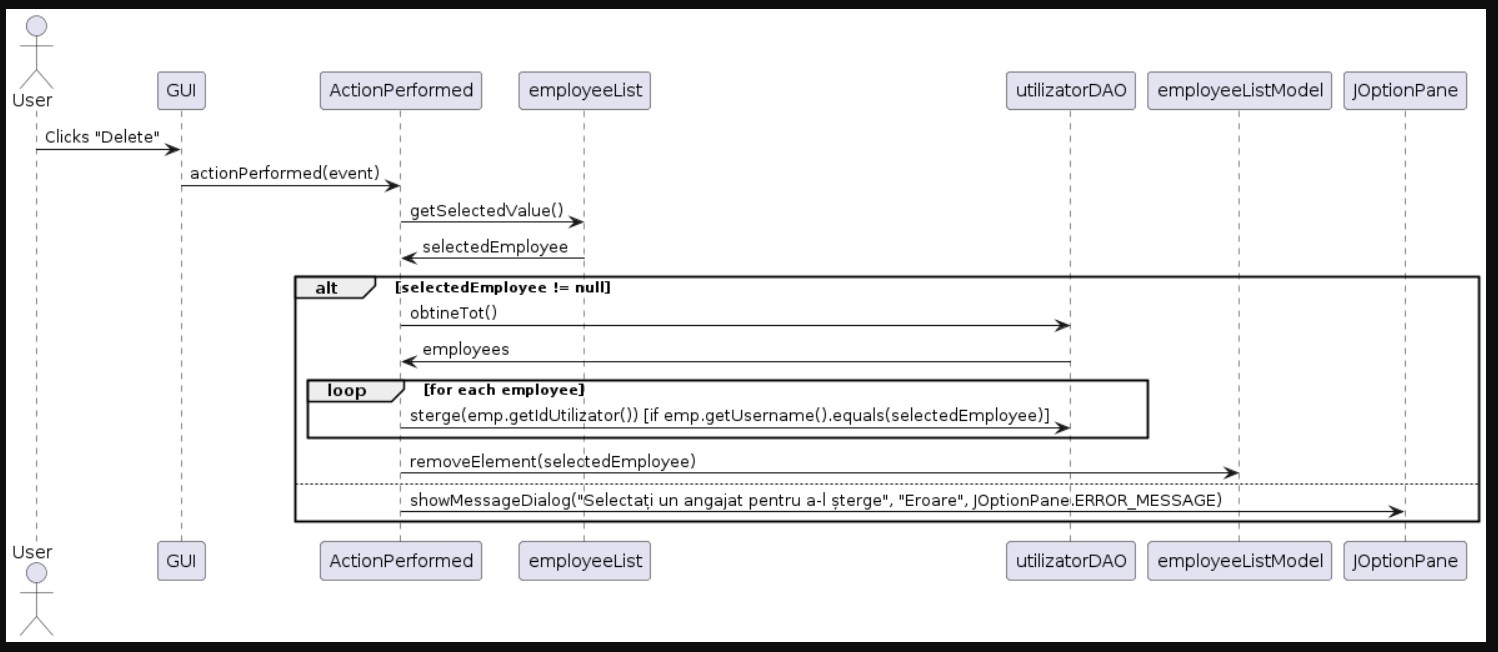 User
GUI
ActionPerformed
employeeList
utilizatorDAO
employeeListModel
JOptionPane
Clicks "Delete"
actionPerformed(event)
getSelectedValue()
selectedEmployee
alt
[selectedEmployee != null]
obtineTot()
employees
loop
[for each employee]
sterge(emp.getIdUtilizator()) [if emp.getUsername().equals(selectedEmployee)]
removeElement(selectedEmployee)
showMessageDialog("Selectați un angajat pentru a-l șterge", "Eroare", JOptionPane.ERROR_MESSAGE)
User
GUI
ActionPerformed
employeeList
utilizatorDAO
employeeListModel
JOptionPane